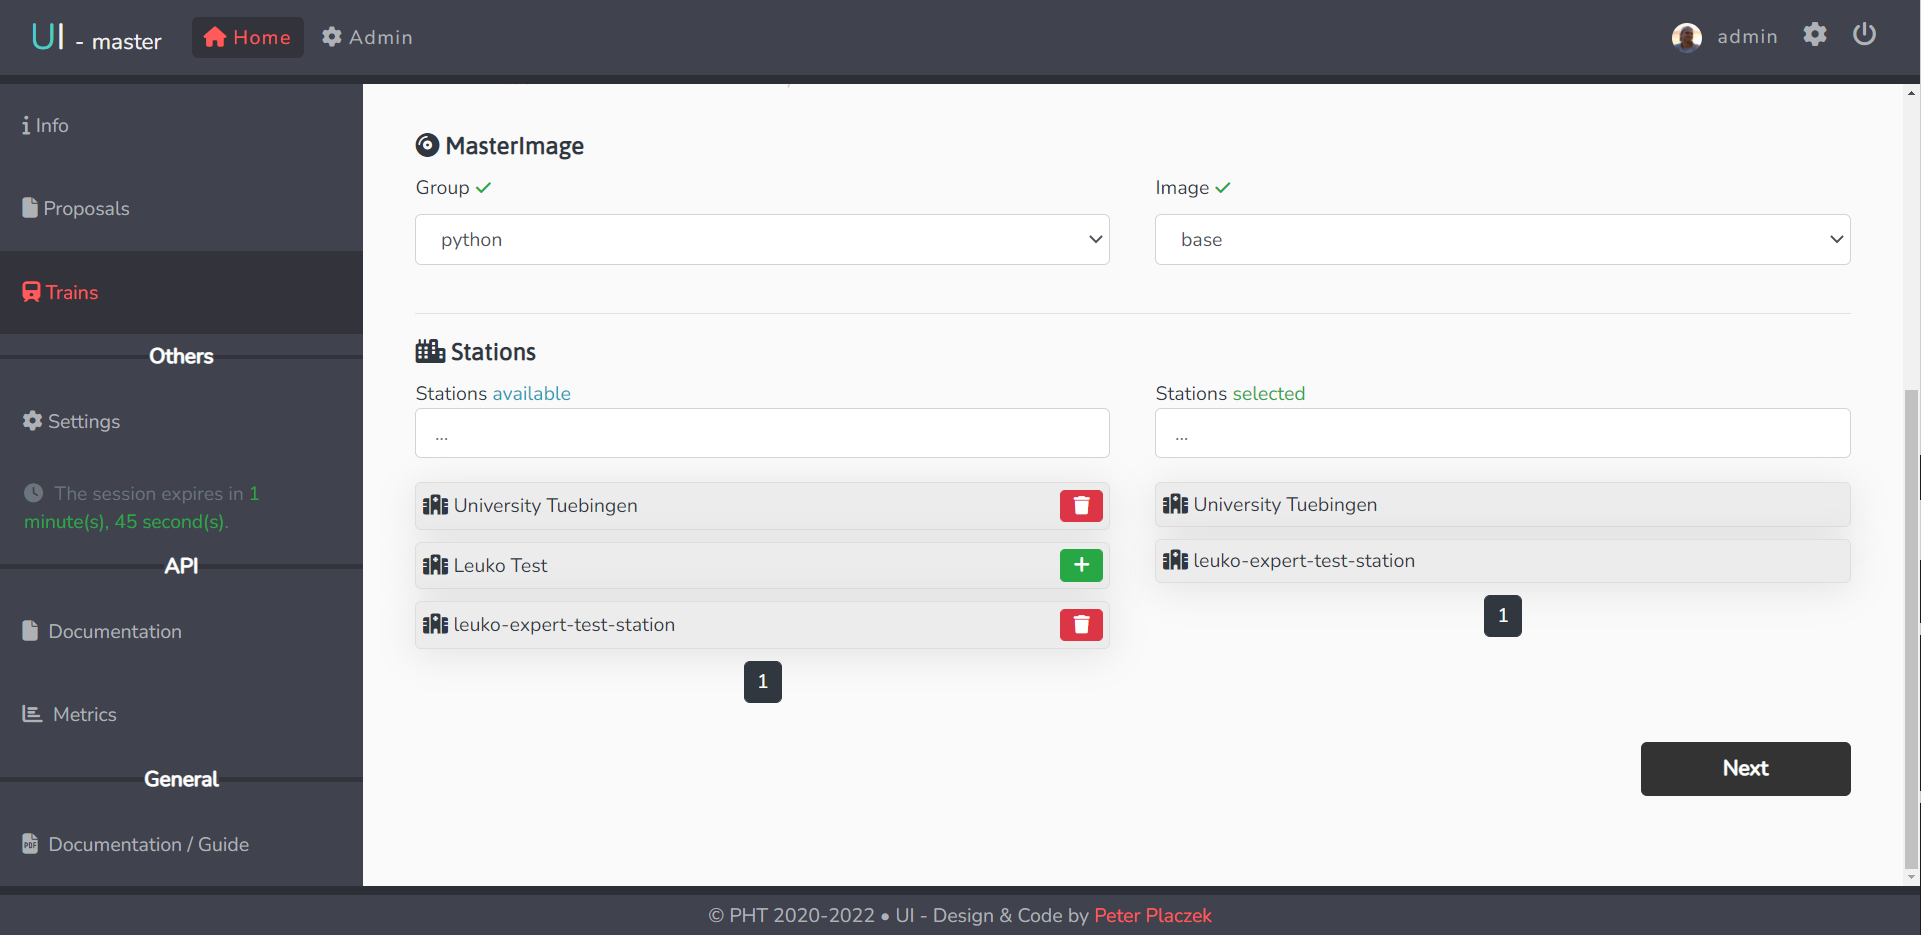 UI - master
Home
Admin
admin
Info
Proposals
Trains
Others
Settings
The session expires in 1
minute(s), 45 second(s).
API
Documentation
Metrics
General
Documentation / Guide
MasterImage
Group
Image
python
base
Stations
Stations available
Stations selected
...
...
University Tuebingen
Leuko Test
leuko-expert-test-station
1
University Tuebingen
leuko-expert-test-station
1
Next
© PHT 2020-2022 • UI - Design & Code by Peter Placzek